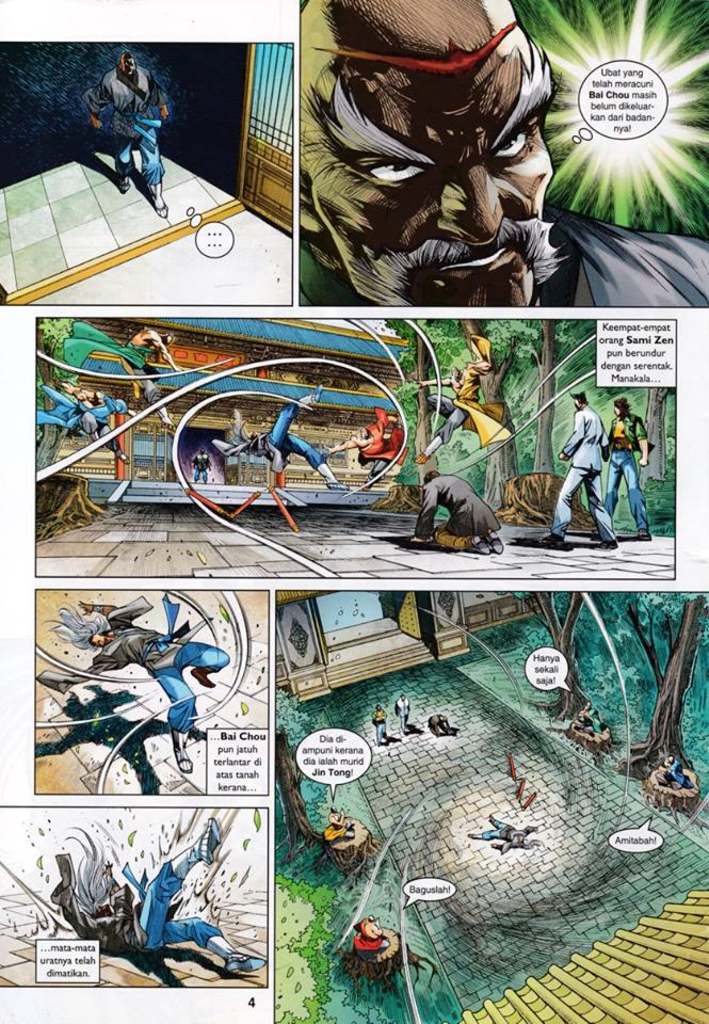 ...
...
Ubat yang
telah meracuni
Bai Chou masih
belum dikeluar-
kan dari badan-
nya!
Keempat-empat
orang Sami Zen
pun berundur
dengan serentak.
Manakala...
...Bai Chou
pun jatuh
terlantar di
atas tanah
kerana...
...mata-mata
uratnya telah
dimatikan.
Hanya
sekali
saja!
Dia di-
ampuni kerana
dia ialah murid
Jin Tong!
Amitabah!
Baguslah!
4